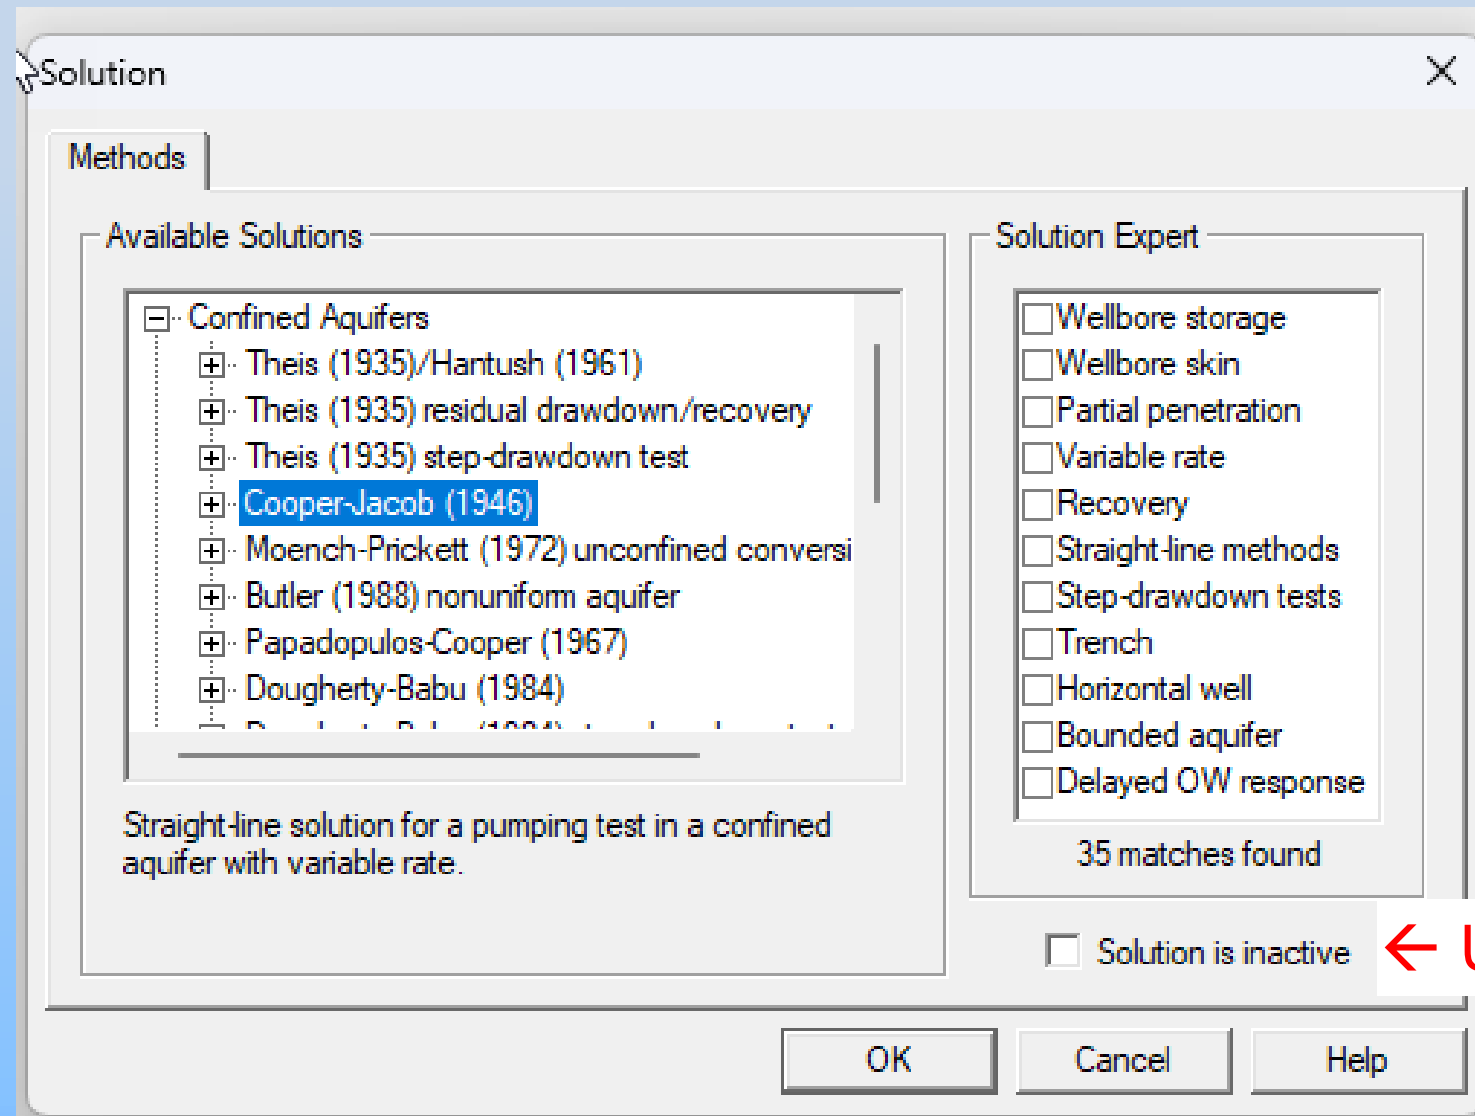 Solution
Methods
Available Solutions
Confined Aquifers
Theis (1935)/Hantush (1961)
Theis (1935) residual drawdown/recovery
Theis (1935) step-drawdown test
Cooper-Jacob (1946)
Moench-Prickett (1972) unconfined conversi
Butler (1988) nonuniform aquifer
Papadopulos-Cooper (1967)
Dougherty-Babu (1984)
Straight-line solution for a pumping test in a confined
aquifer with variable rate.
Solution Expert
Wellbore storage
Wellbore skin
Partial penetration
Variable rate
Recovery
Straight-line methods
Step-drawdown tests
Trench
Horizontal well
Bounded aquifer
Delayed OW response
35 matches found
Solution is inactive
OK
Cancel
Help